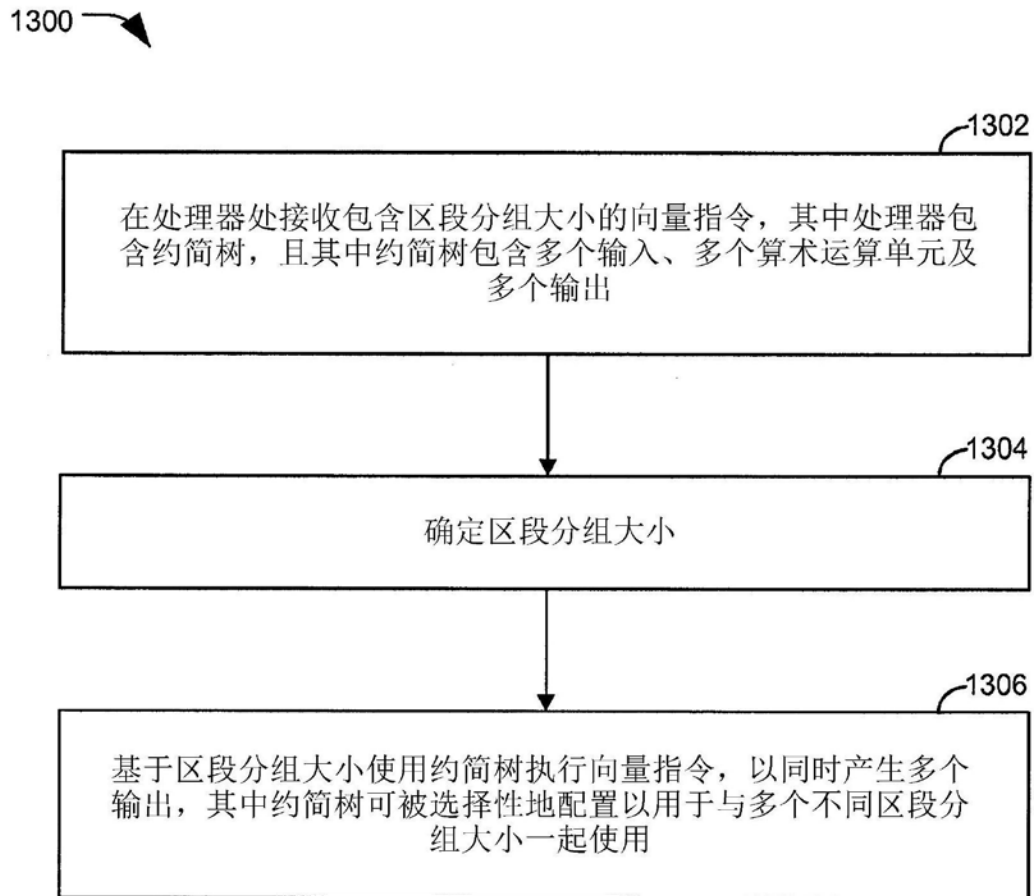 1300
1302
在处理器处接收包含区段分组大小的向量指令，其中处理器包
含约简树，且其中约简树包含多个输入、多个算术运算单元及
多个输出
1304
确定区段分组大小
1306
基于区段分组大小使用约简树执行向量指令，以同时产生多个
输出，其中约简树可被选择性地配置以用于与多个不同区段分
组大小一起使用